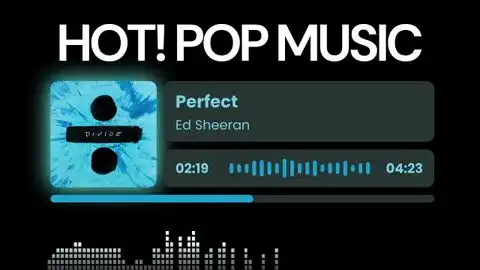 HOT! POP MUSIC
Perfect
Ed Sheeran
DIVIDE
02:19
04:23